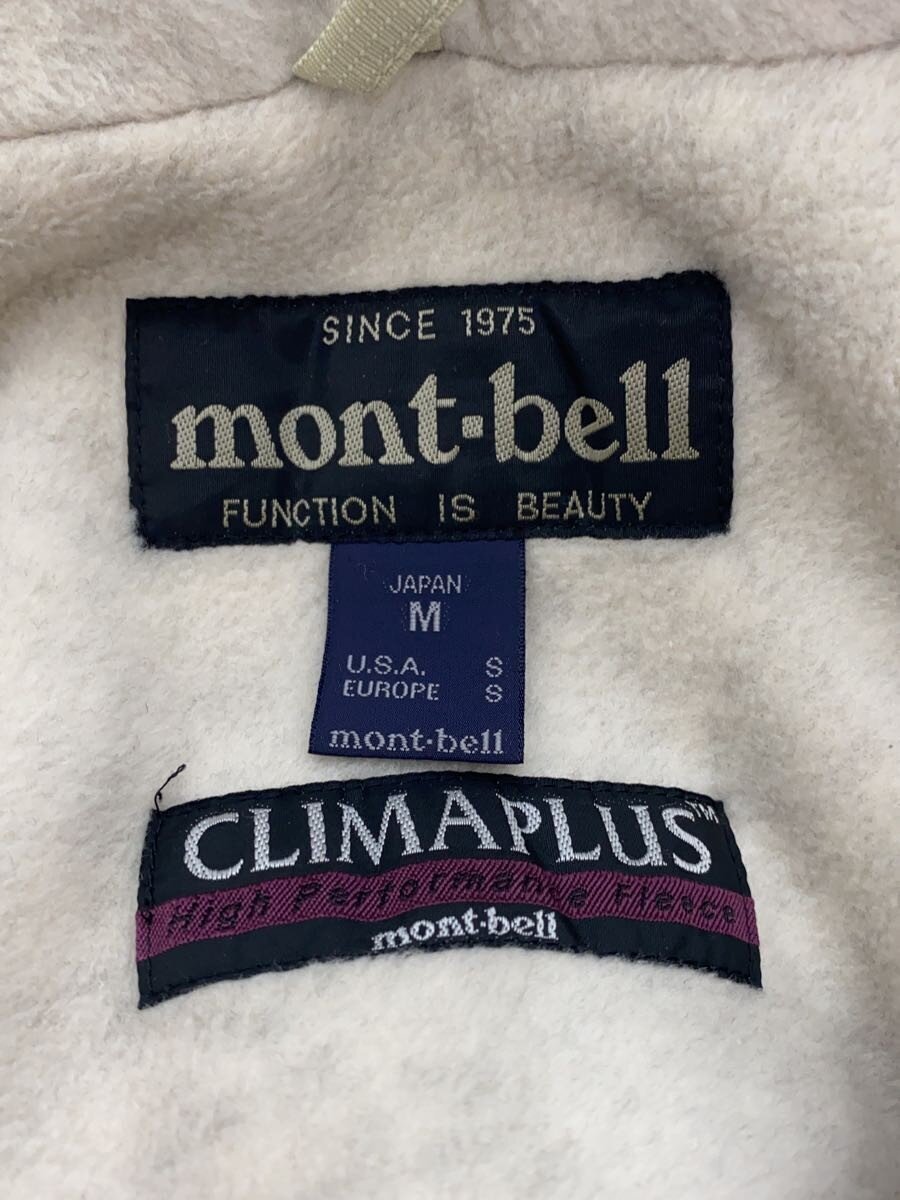 SINCE 1975
mont-bell
FUNCTION IS BEAUTY
JAPAN
M
U.S.A. S
EUROPE S
mont-bell
CLIMAPLUS™
High Performance Fleece
mont-bell